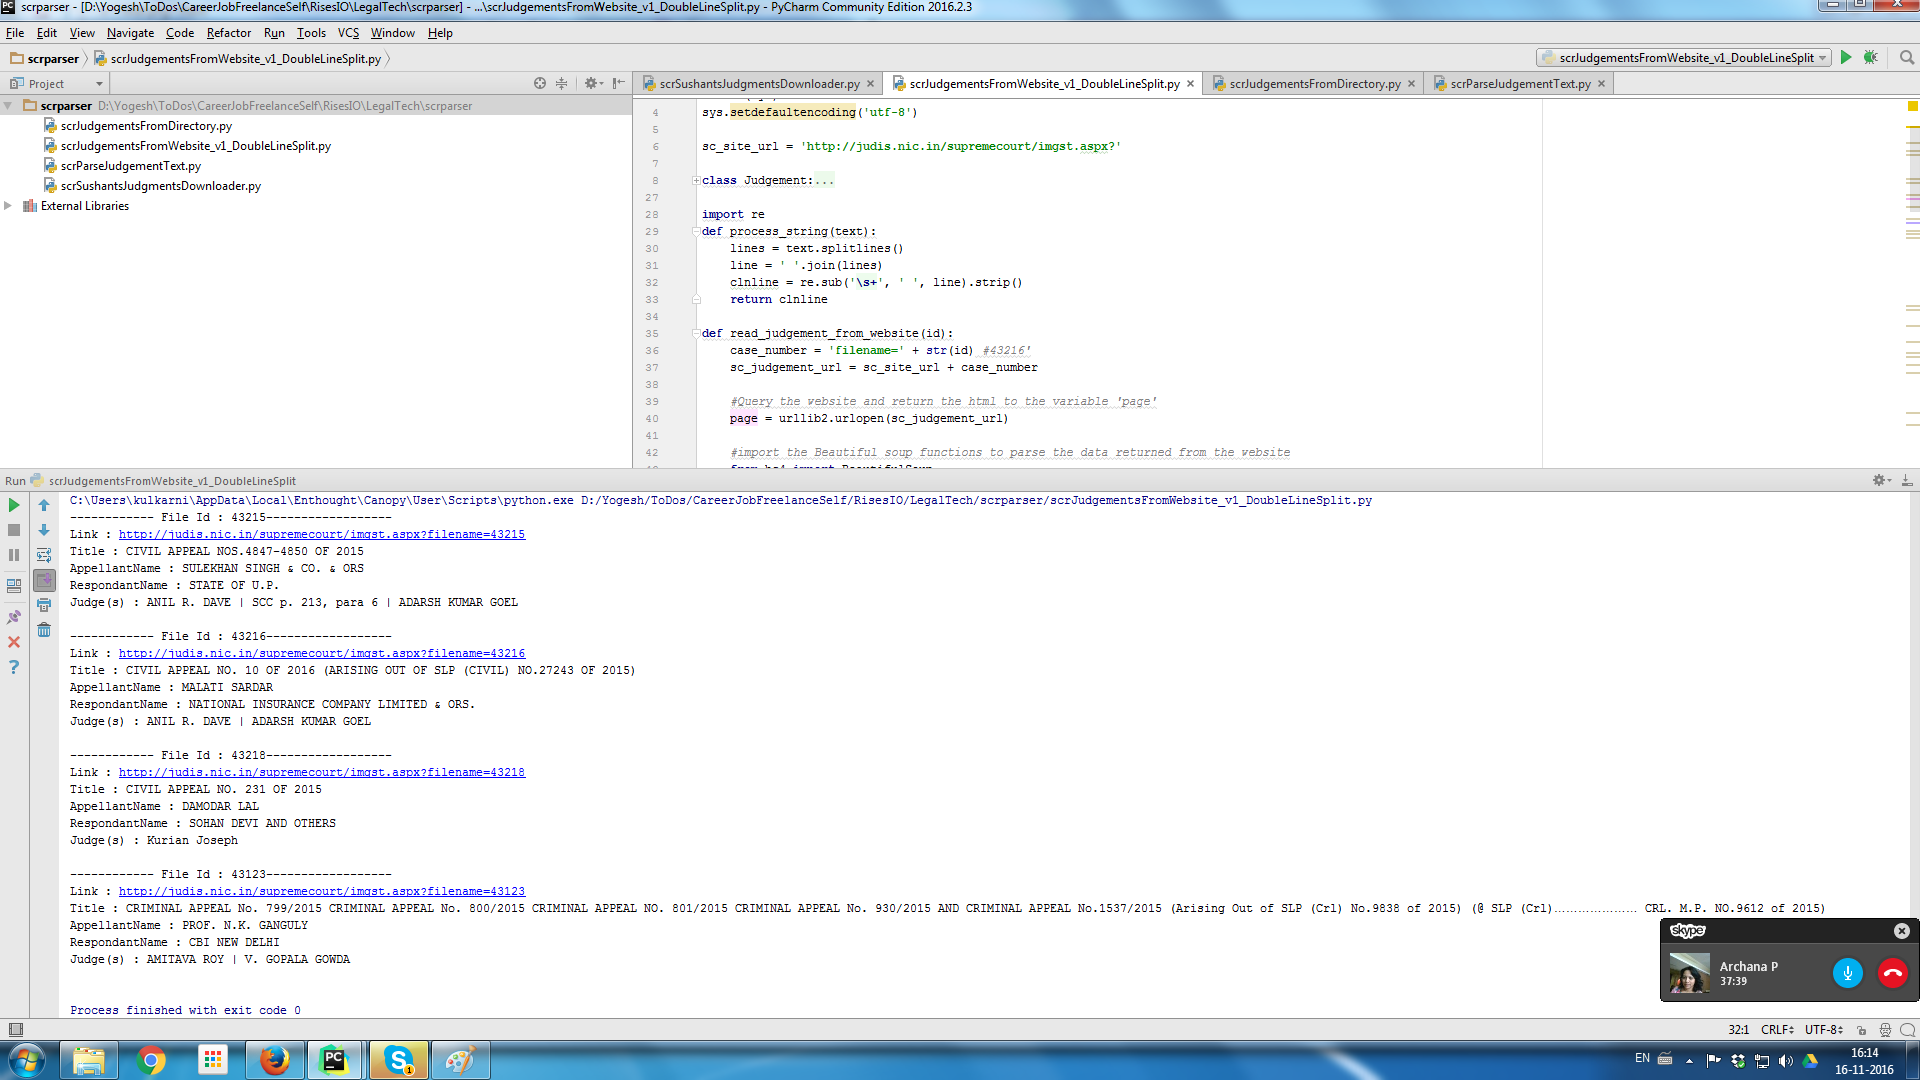 scrparser - [D:\Yogesh\ToDos\CareerJobFreelanceSelf\RisesIO\LegalTech\scrparser] - ...\scrJudgementsFromWebsite_v1_DoubleLineSplit.py - PyCharm Community Edition 2016.2.3
File Edit View Navigate Code Refactor Run Tools VCS Window Help
scrparser scrJudgementsFromWebsite_v1_DoubleLineSplit.py
scrJudgementsFromWebsite_v1_DoubleLineSplit
Project
scrSushantsJudgmentsDownloader.py scrJudgementsFromWebsite_v1_DoubleLineSplit.py scrJudgementsFromDirectory.py scrParseJudgementText.py
scrparser D:\Yogesh\ToDos\CareerJobFreelanceSelf\RisesIO\LegalTech\scrparser
scrJudgementsFromDirectory.py
scrJudgementsFromWebsite_v1_DoubleLineSplit.py
scrParseJudgementText.py
scrSushantsJudgmentsDownloader.py
External Libraries
4 sys.setdefaultencoding('utf-8')
5
6 sc_site_url = 'http://judis.nic.in/supremecourt/imgst.aspx?'
7
8 class Judgement:...
27
28 import re
29 def process_string(text):
30 lines = text.splitlines()
31 line = ' '.join(lines)
32 clnline = re.sub('\s+', ' ', line).strip()
33 return clnline
34
35 def read_judgement_from_website(id):
36 case_number = 'filename=' + str(id) #43216'
37 sc_judgement_url = sc_site_url + case_number
38
39 #Query the website and return the html to the variable 'page'
40 page = urllib2.urlopen(sc_judgement_url)
41
42 #import the Beautiful soup functions to parse the data returned from the website
Run scrJudgementsFromWebsite_v1_DoubleLineSplit
C:\Users\kulkarni\AppData\Local\Enthought\Canopy\User\Scripts\python.exe D:/Yogesh/ToDos/CareerJobFreelanceSelf/RisesIO/LegalTech/scrparser/scrJudgementsFromWebsite_v1_DoubleLineSplit.py
------------ File Id : 43215------------------
Link : http://judis.nic.in/supremecourt/imgst.aspx?filename=43215
Title : CIVIL APPEAL NOS.4847-4850 OF 2015
AppellantName : SULEKHAN SINGH & CO. & ORS
RespondantName : STATE OF U.P.
Judge(s) : ANIL R. DAVE | SCC p. 213, para 6 | ADARSH KUMAR GOEL
------------ File Id : 43216------------------
Link : http://judis.nic.in/supremecourt/imgst.aspx?filename=43216
Title : CIVIL APPEAL NO. 10 OF 2016 (ARISING OUT OF SLP (CIVIL) NO.27243 OF 2015)
AppellantName : MALATI SARDAR
RespondantName : NATIONAL INSURANCE COMPANY LIMITED & ORS.
Judge(s) : ANIL R. DAVE | ADARSH KUMAR GOEL
------------ File Id : 43218------------------
Link : http://judis.nic.in/supremecourt/imgst.aspx?filename=43218
Title : CIVIL APPEAL NO. 231 OF 2015
AppellantName : DAMODAR LAL
RespondantName : SOHAN DEVI AND OTHERS
Judge(s) : Kurian Joseph
------------ File Id : 43123------------------
Link : http://judis.nic.in/supremecourt/imgst.aspx?filename=43123
Title : CRIMINAL APPEAL No. 799/2015 CRIMINAL APPEAL No. 800/2015 CRIMINAL APPEAL NO. 801/2015 CRIMINAL APPEAL No. 930/2015 AND CRIMINAL APPEAL No.1537/2015 (Arising Out of SLP (Crl) No.9838 of 2015) (@ SLP (Crl)………………… CRL. M.P. NO.9612 of 2015)
AppellantName : PROF. N.K. GANGULY
RespondantName : CBI NEW DELHI
Judge(s) : AMITAVA ROY | V. GOPALA GOWDA
Process finished with exit code 0
skype
Archana P
37:39
32:1 CRLF UTF-8
EN 16:14
16-11-2016